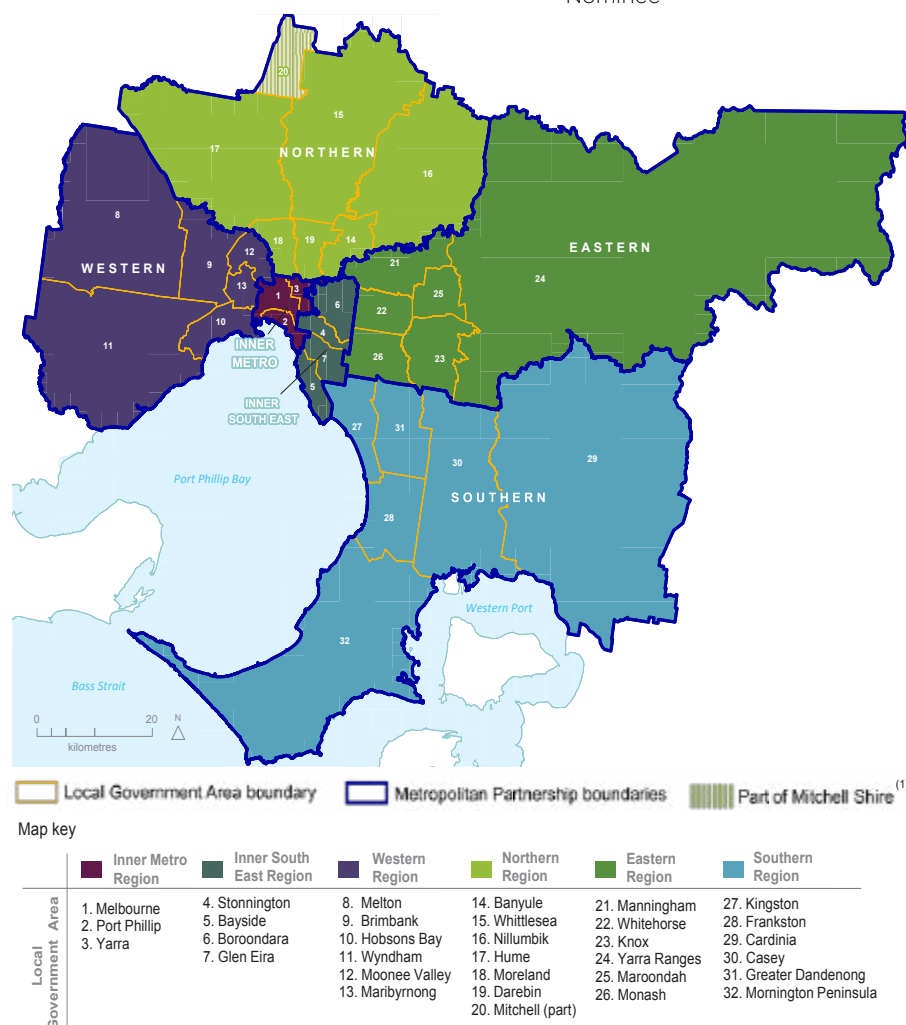 Nominee
20
15
17
NORTHERN
16
8
18
19
14
12
21
EASTERN
9
WESTERN
24
13
25
1
3
6
22
10
2
4
INNER
METRO
11
7
26
23
5
INNER
SOUTH EAST
27
31
30
29
Port Phillip Bay
SOUTHERN
28
Western Port
32
Bass Strait
0 20 N
kilometres
Local Government Area boundary Metropolitan Partnership boundaries Part of Mitchell Shire (1
Map key
Inner Metro Region
Inner South East Region
Western Region
Northern Region
Eastern Region
Southern Region
Local Government Area
1. Melbourne
2. Port Phillip
3. Yarra
4. Stonnington
5. Bayside
6. Boroondara
7. Glen Eira
8. Melton
9. Brimbank
10. Hobsons Bay
11. Wyndham
12. Moonee Valley
13. Maribyrnong
14. Banyule
15. Whittlesea
16. Nillumbik
17. Hume
18. Moreland
19. Darebin
20. Mitchell (part)
21. Manningham
22. Whitehorse
23. Knox
24. Yarra Ranges
25. Maroondah
26. Monash
27. Kingston
28. Frankston
29. Cardinia
30. Casey
31. Greater Dandenong
32. Mornington Peninsula